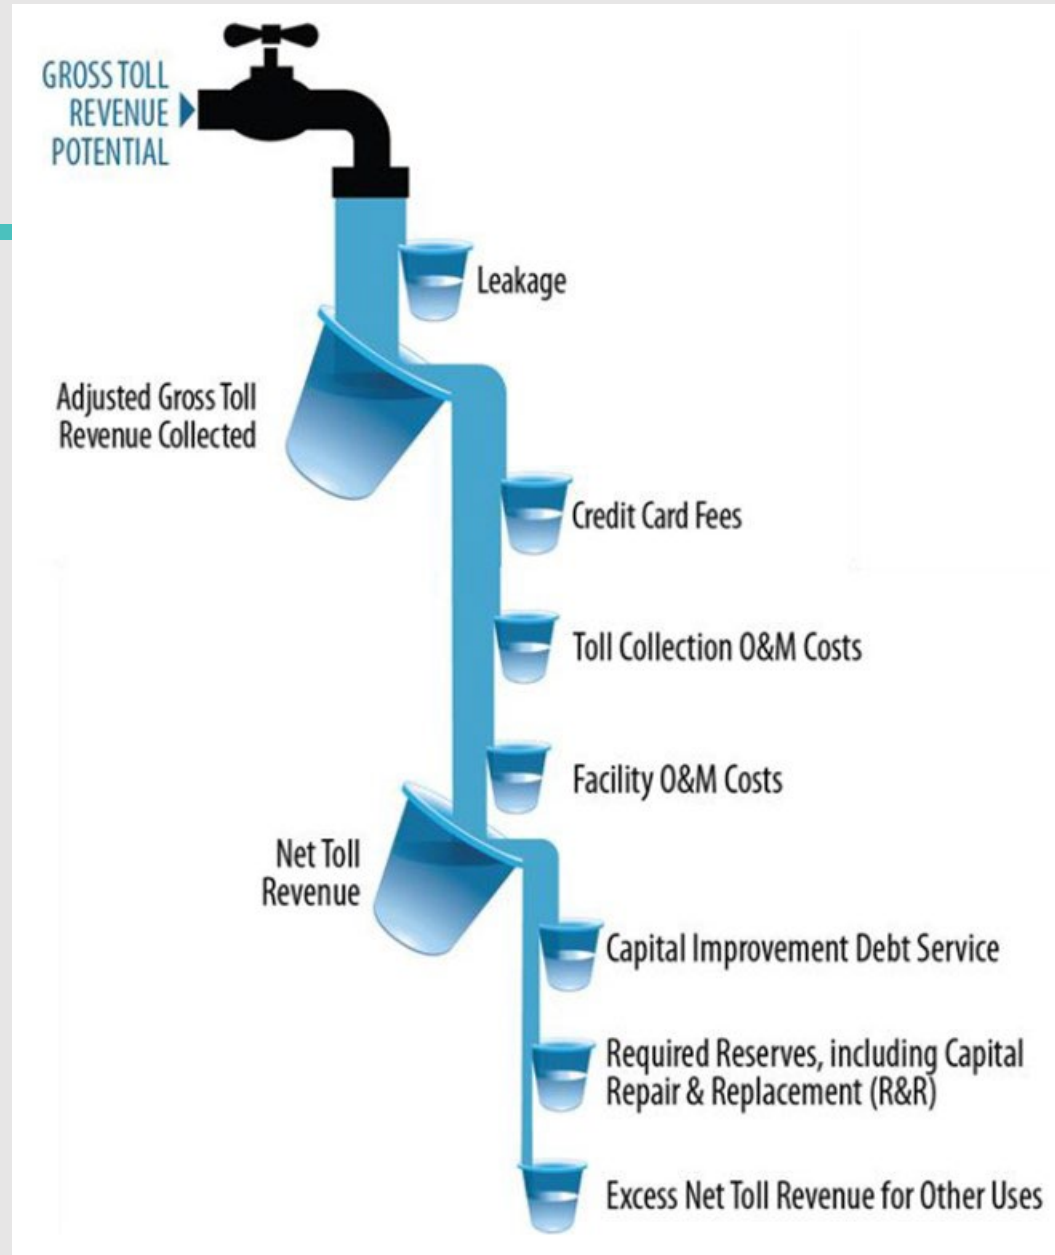 GROSS TOLL
REVENUE
POTENTIAL
Leakage
Adjusted Gross Toll
Revenue Collected
Credit Card Fees
Toll Collection O&M Costs
Facility O&M Costs
Net Toll
Revenue
Capital Improvement Debt Service
Required Reserves, including Capital
Repair & Replacement (R&R)
Excess Net Toll Revenue for Other Uses